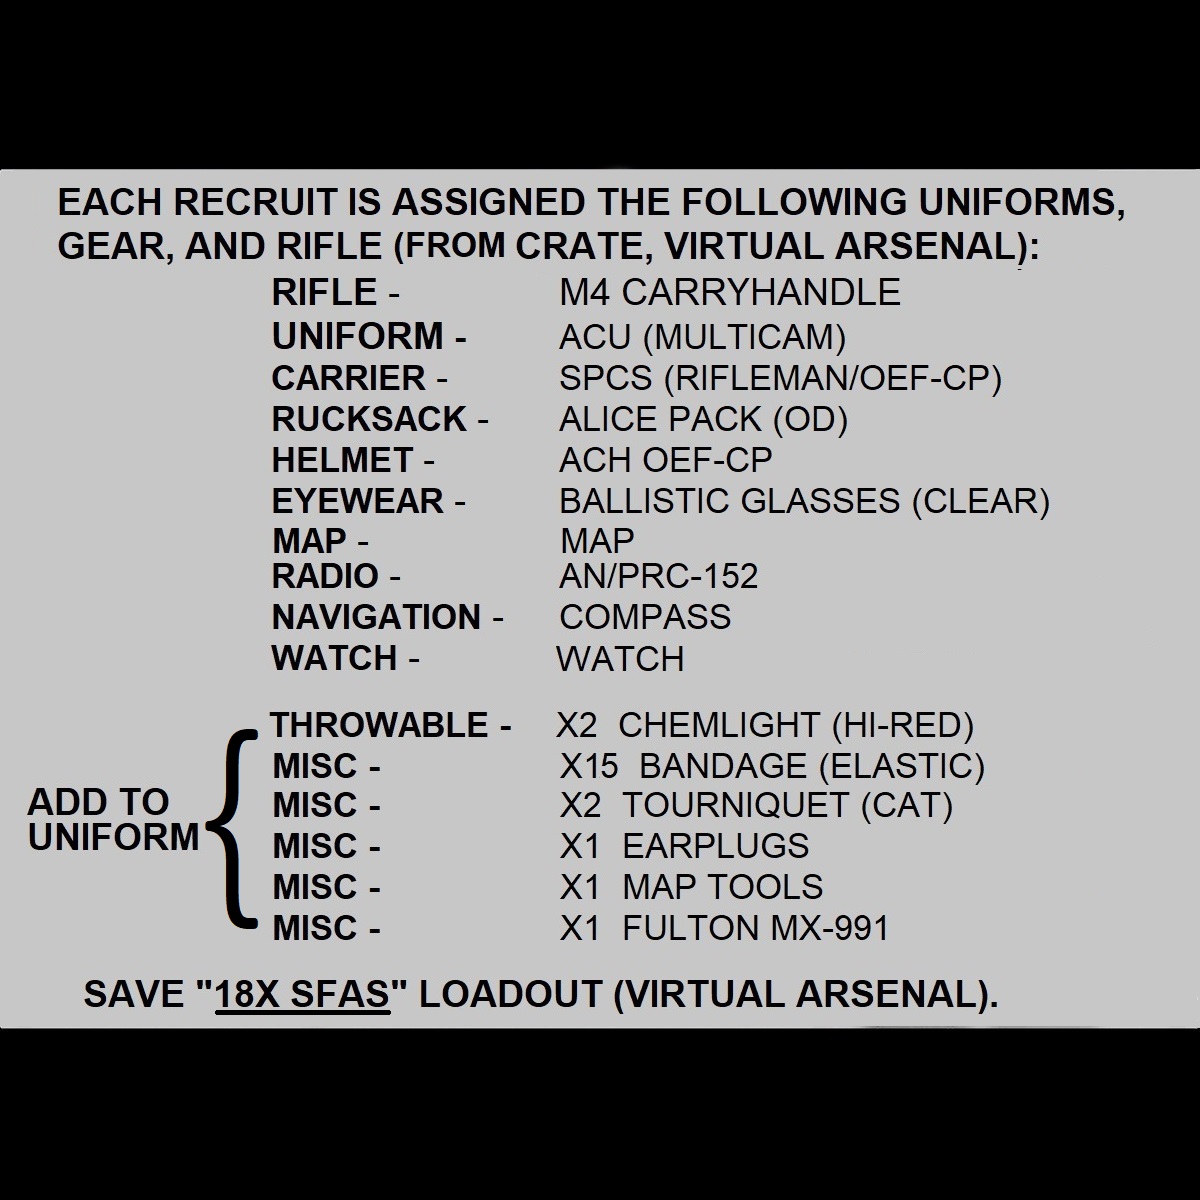 EACH RECRUIT IS ASSIGNED THE FOLLOWING UNIFORMS,
GEAR, AND RIFLE (FROM CRATE, VIRTUAL ARSENAL):
RIFLE - M4 CARRYHANDLE
UNIFORM - ACU (MULTICAM)
CARRIER - SPCS (RIFLEMAN/OEF-CP)
RUCKSACK - ALICE PACK (OD)
HELMET - ACH OEF-CP
EYEWEAR - BALLISTIC GLASSES (CLEAR)
MAP - MAP
RADIO - AN/PRC-152
NAVIGATION - COMPASS
WATCH - WATCH
ADD TO
UNIFORM
THROWABLE - X2 CHEMLIGHT (HI-RED)
MISC - X15 BANDAGE (ELASTIC)
MISC - X2 TOURNIQUET (CAT)
MISC - X1 EARPLUGS
MISC - X1 MAP TOOLS
MISC - X1 FULTON MX-991
SAVE "18X SFAS" LOADOUT (VIRTUAL ARSENAL).